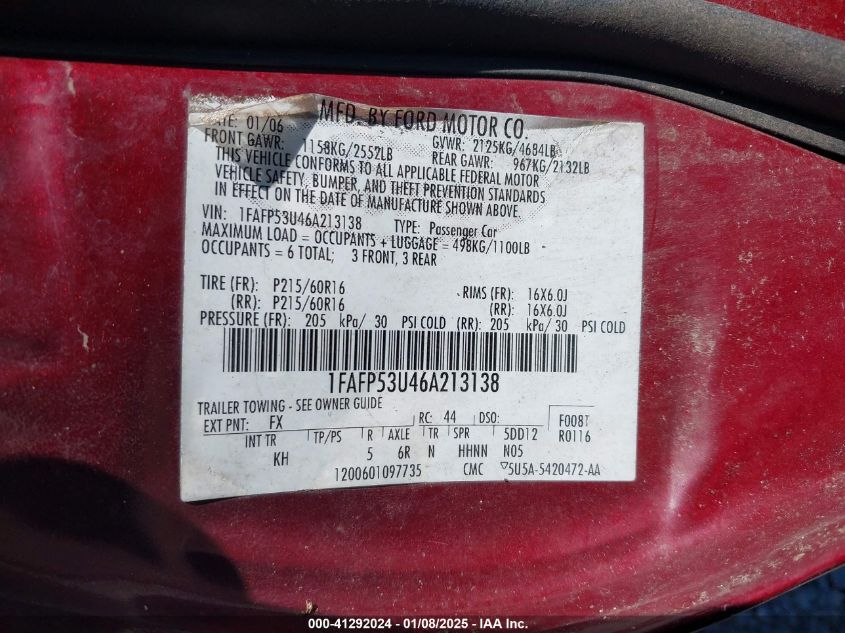 MFD. BY FORD MOTOR CO.
DATE: 01/06 GVWR: 2125KG/4684LB
FRONT GAWR: 1158KG/2552LB REAR GAWR: 967KG/2132LB
THIS VEHICLE CONFORMS TO ALL APPLICABLE FEDERAL MOTOR
VEHICLE SAFETY, BUMPER, AND THEFT PREVENTION STANDARDS
IN EFFECT ON THE DATE OF MANUFACTURE SHOWN ABOVE.
VIN: 1FAFP53U46A213138 TYPE: Passenger Car
MAXIMUM LOAD = OCCUPANTS + LUGGAGE = 498KG/1100LB
OCCUPANTS = 6 TOTAL; 3 FRONT, 3 REAR
TIRE (FR): P215/60R16 RIMS (FR): 16X6.0J
(RR): P215/60R16 (RR): 16X6.0J
PRESSURE (FR): 205 kPa/ 30 PSI COLD (RR): 205 kPa/ 30 PSI COLD
1FAFP53U46A213138
TRAILER TOWING - SEE OWNER GUIDE
EXT PNT: FX RC: 44 DSO: F0081
INT TR TP/PS R AXLE TR SPR 5DD12 R0116
KH 5 6R N HHNN N05
1200601097735 CMC ▽5U5A-5420472-AA
000-41292024 - 01/08/2025 - IAA Inc.